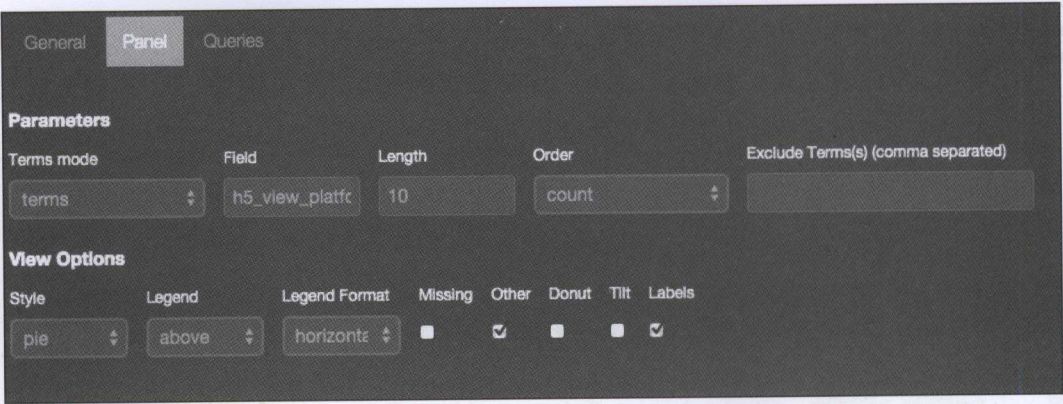 General Panel Queries
Parameters
Terms mode Field Length Order Exclude Terms(s) (comma separated)
terms h5_view_platfc 10 count
View Options
Style Legend Legend Format Missing Other Donut Tilt Labels
pie above horizonta